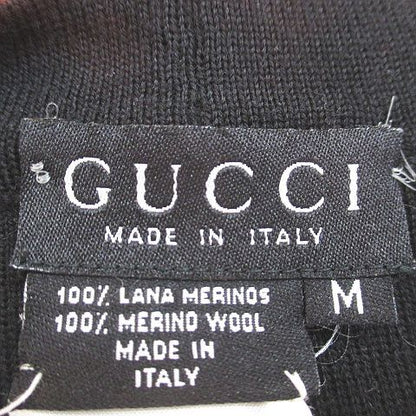 GUCCI
MADE IN ITALY
100% LANA MERINOS
100% MERINO WOOL
MADE IN
ITALY
M